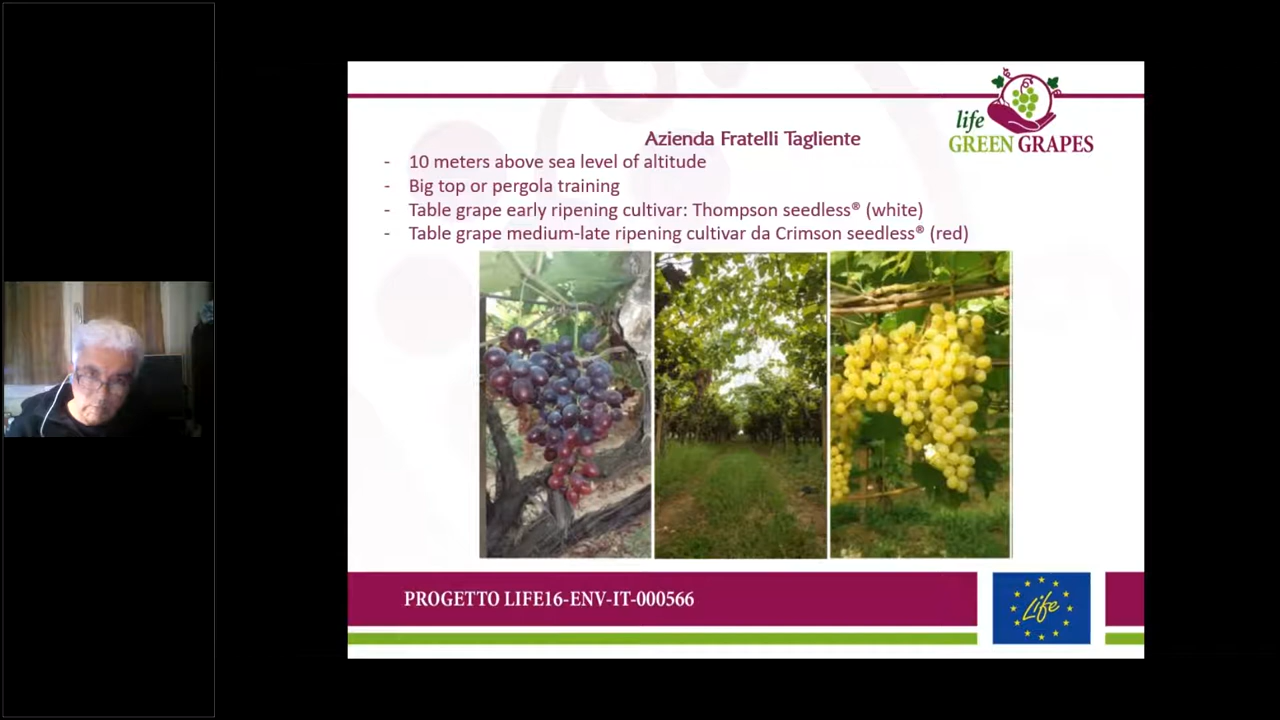 life
GREEN GRAPES
Azienda Fratelli Tagliente
- 10 meters above sea level of altitude
- Big top or pergola training
- Table grape early ripening cultivar: Thompson seedless® (white)
- Table grape medium-late ripening cultivar da Crimson seedless® (red)
PROGETTO LIFE16-ENV-IT-000566
Life